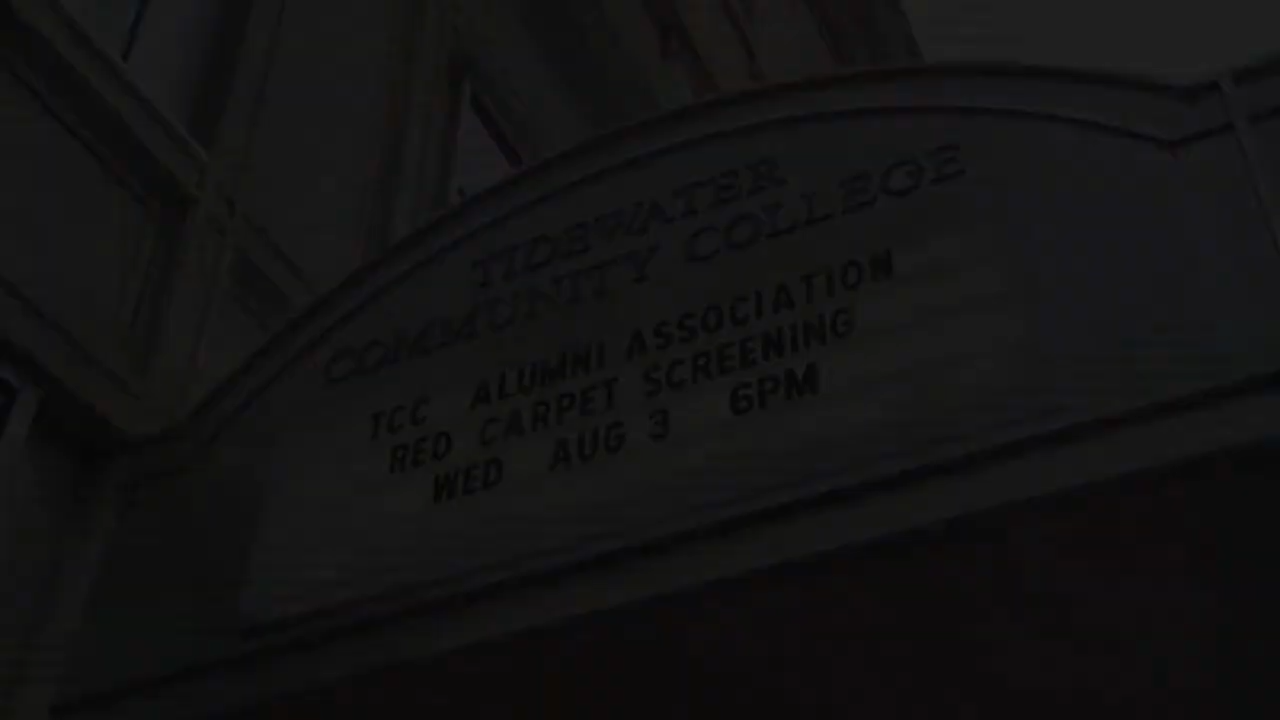 TIDEWATER
COMMUNITY COLLEGE
TCC ALUMNI ASSOCIATION
RED CARPET SCREENING
WED AUG 3 6PM